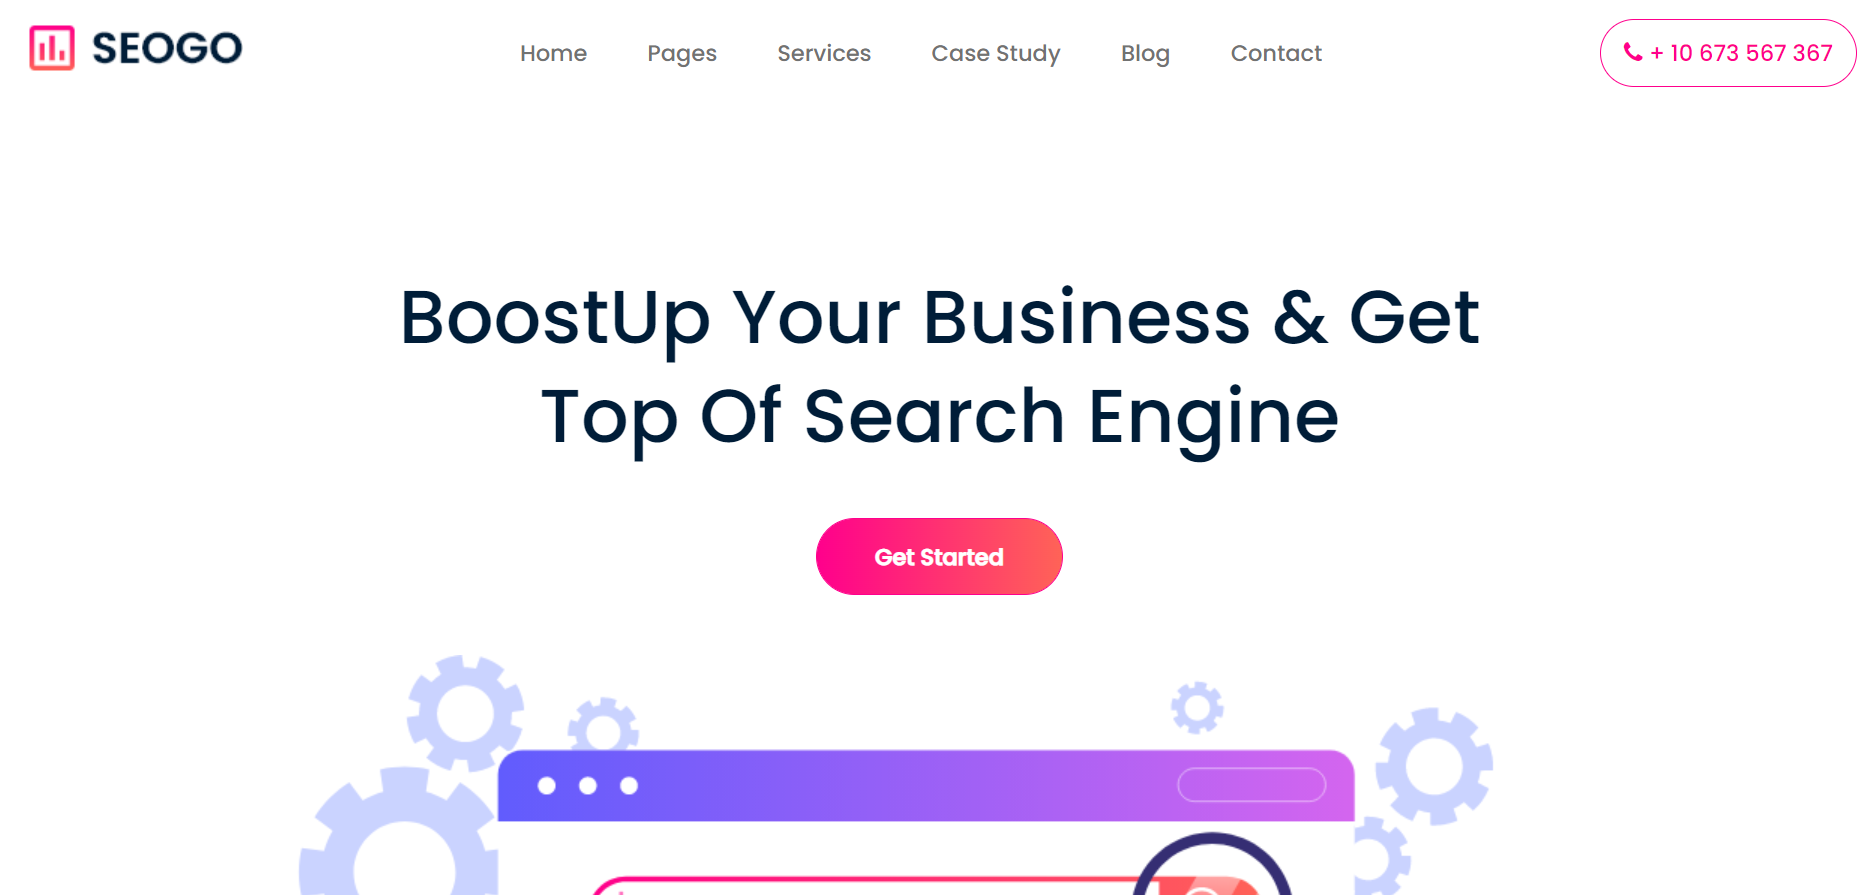 SEOGO
Home Pages Services Case Study Blog Contact
+ 10 673 567 367
BoostUp Your Business & Get
Top Of Search Engine
Get Started